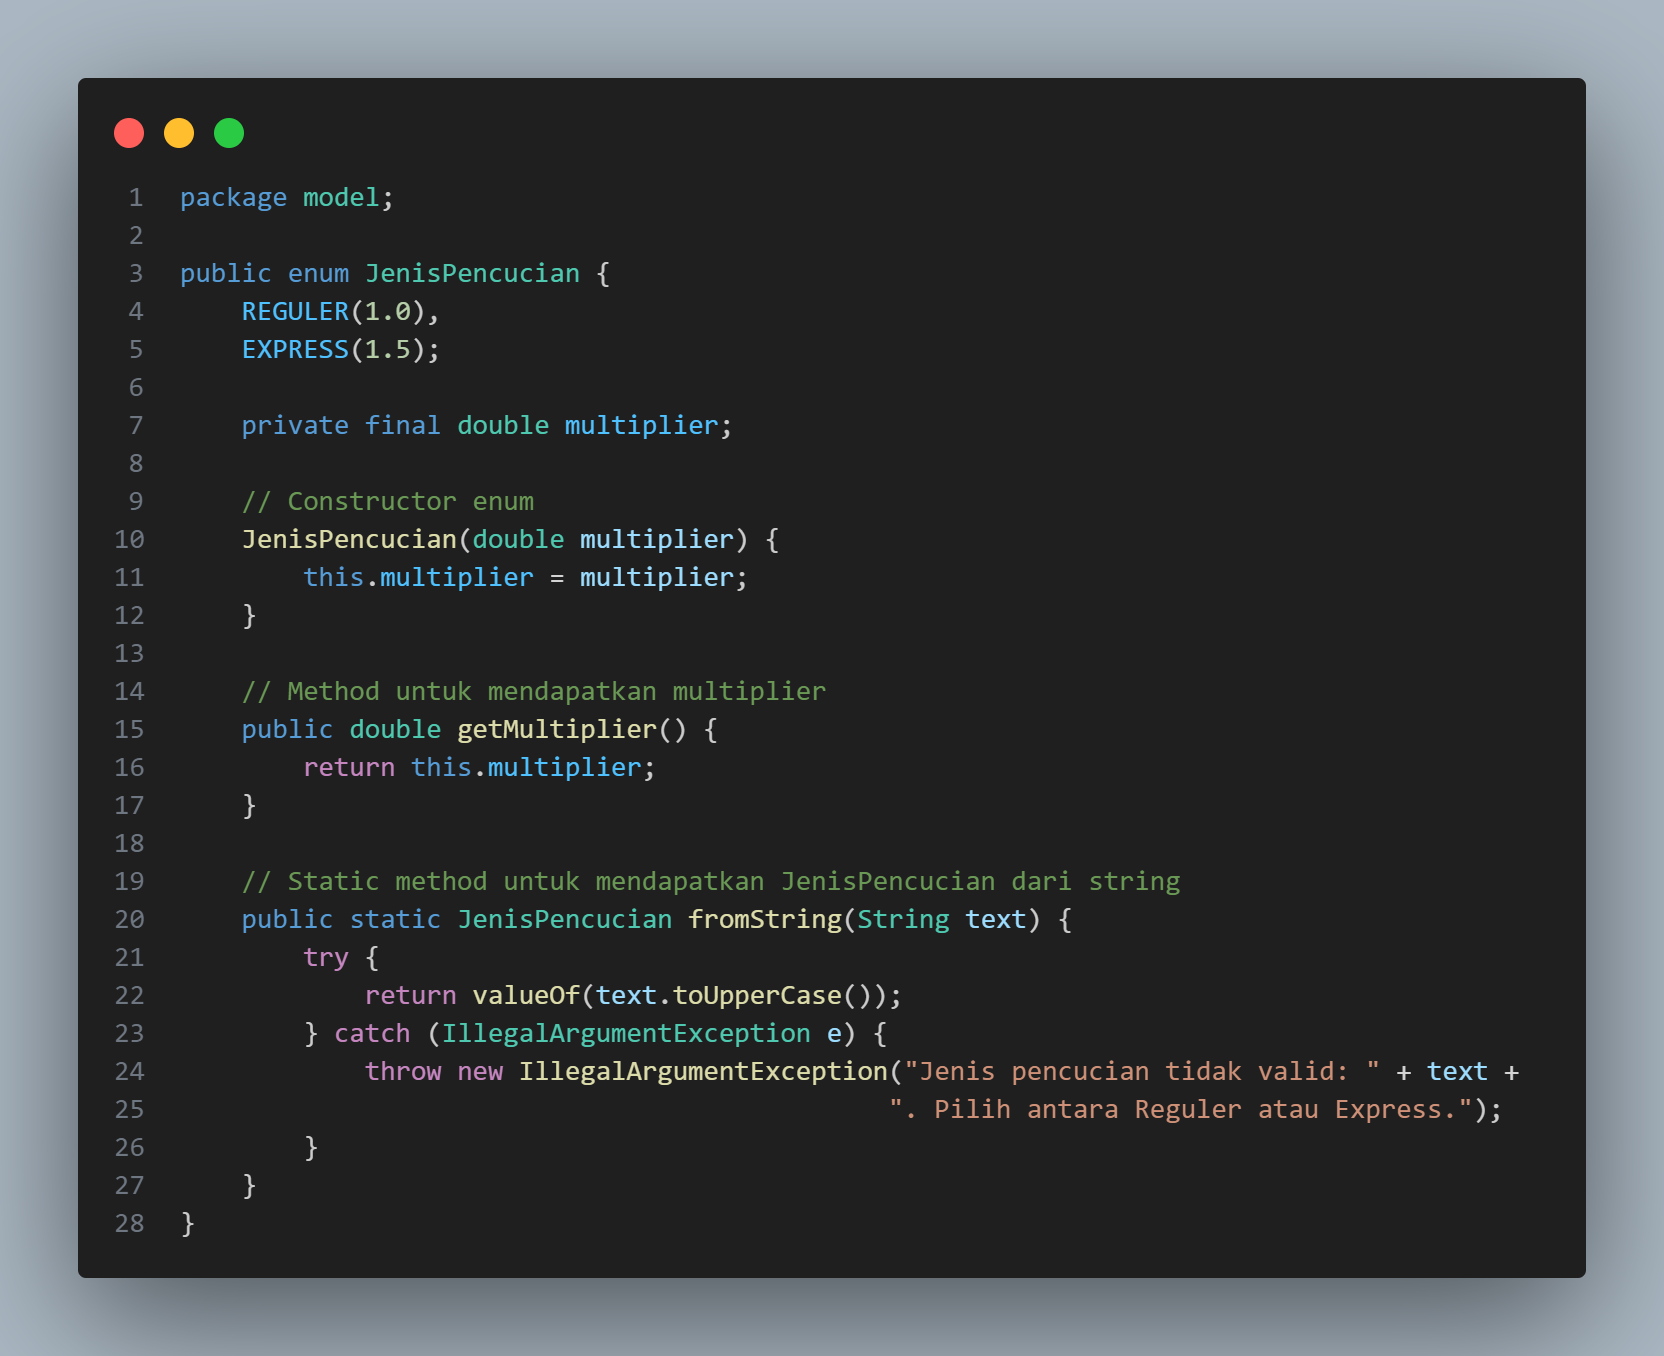 1 package model;
2
3 public enum JenisPencucian {
4     REGULER(1.0),
5     EXPRESS(1.5);
6
7     private final double multiplier;
8
9     // Constructor enum
10     JenisPencucian(double multiplier) {
11         this.multiplier = multiplier;
12     }
13
14     // Method untuk mendapatkan multiplier
15     public double getMultiplier() {
16         return this.multiplier;
17     }
18
19     // Static method untuk mendapatkan JenisPencucian dari string
20     public static JenisPencucian fromString(String text) {
21         try {
22             return valueOf(text.toUpperCase());
23         } catch (IllegalArgumentException e) {
24             throw new IllegalArgumentException("Jenis pencucian tidak valid: " + text +
25                                               ". Pilih antara Reguler atau Express.");
26         }
27     }
28 }